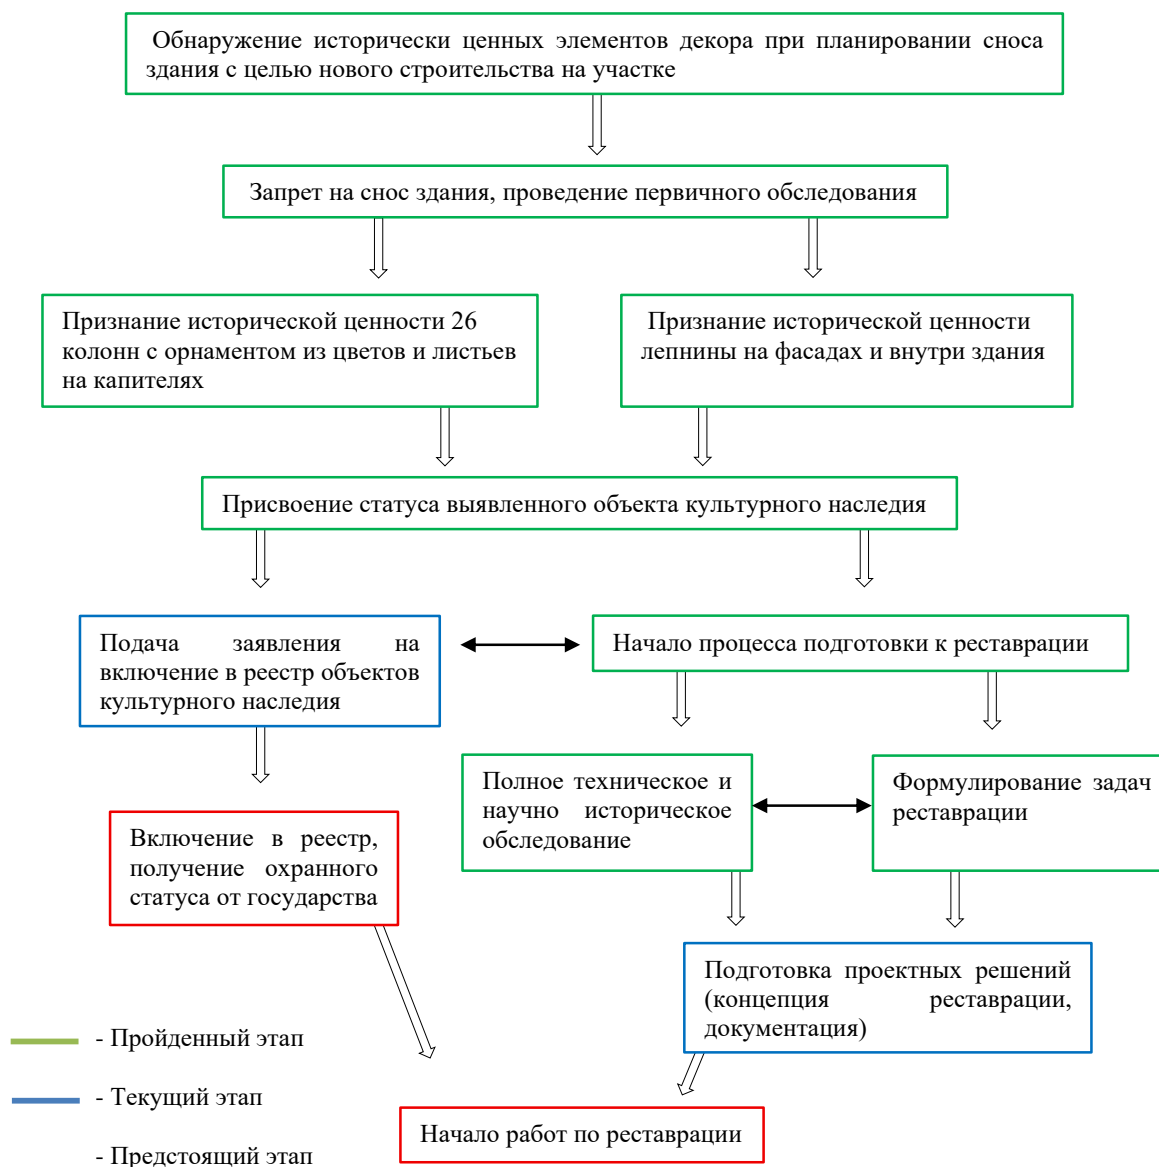 Обнаружение исторически ценных элементов декора при планировании сноса
здания с целью нового строительства на участке
Запрет на снос здания, проведение первичного обследования
Признание исторической ценности 26
колонн с орнаментом из цветов и листьев
на капителях
Признание исторической ценности
лепнины на фасадах и внутри здания
Присвоение статуса выявленного объекта культурного наследия
Подача заявления на
включение в реестр объектов
культурного наследия
Начало процесса подготовки к реставрации
Полное техническое и
научно историческое
обследование
Формулирование задач
реставрации
Включение в реестр,
получение охранного
статуса от государства
Подготовка проектных решений
(концепция реставрации,
документация)
- Пройденный этап
- Текущий этап
- Предстоящий этап
Начало работ по реставрации